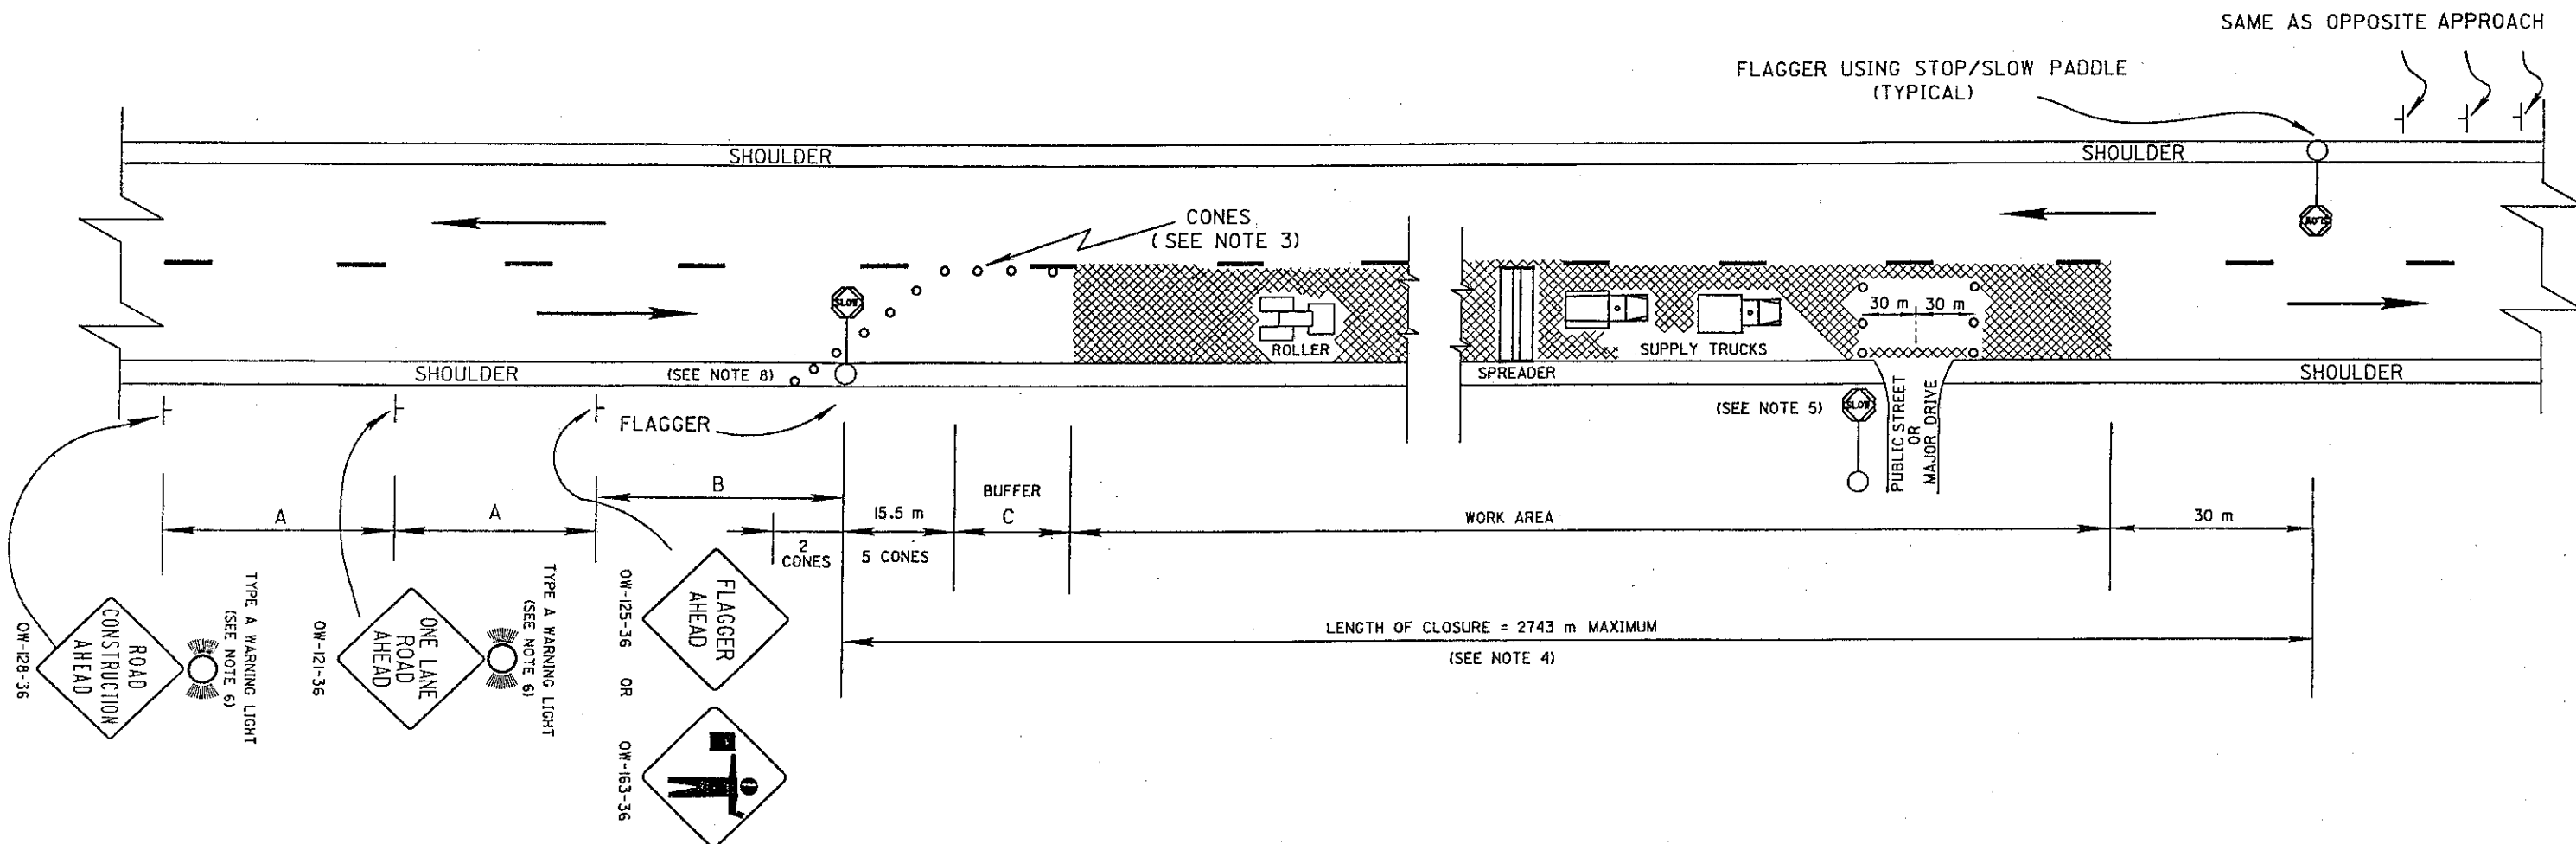 SAME AS OPPOSITE APPROACH
FLAGGER USING STOP/SLOW PADDLE
(TYPICAL)
SHOULDER
SHOULDER
CONES
(SEE NOTE 3)
SLOW
30 m
30 m
ROLLER
SUPPLY TRUCKS
SHOULDER
(SEE NOTE 8)
SPREADER
SHOULDER
FLAGGER
(SEE NOTE 5)
SLOW
PUBLIC STREET
OR
MAJOR DRIVE
B
BUFFER
A
A
15.5 m
C
WORK AREA
30 m
2
CONES
5 CONES
LENGTH OF CLOSURE = 2743 m MAXIMUM
(SEE NOTE 4)
ROAD
CONSTRUCTION
AHEAD
OW-128-36
TYPE A WARNING LIGHT
(SEE NOTE 6)
ONE LANE
ROAD
AHEAD
OW-121-36
TYPE A WARNING LIGHT
(SEE NOTE 6)
FLAGGER
AHEAD
OW-125-36
OR
OW-163-36